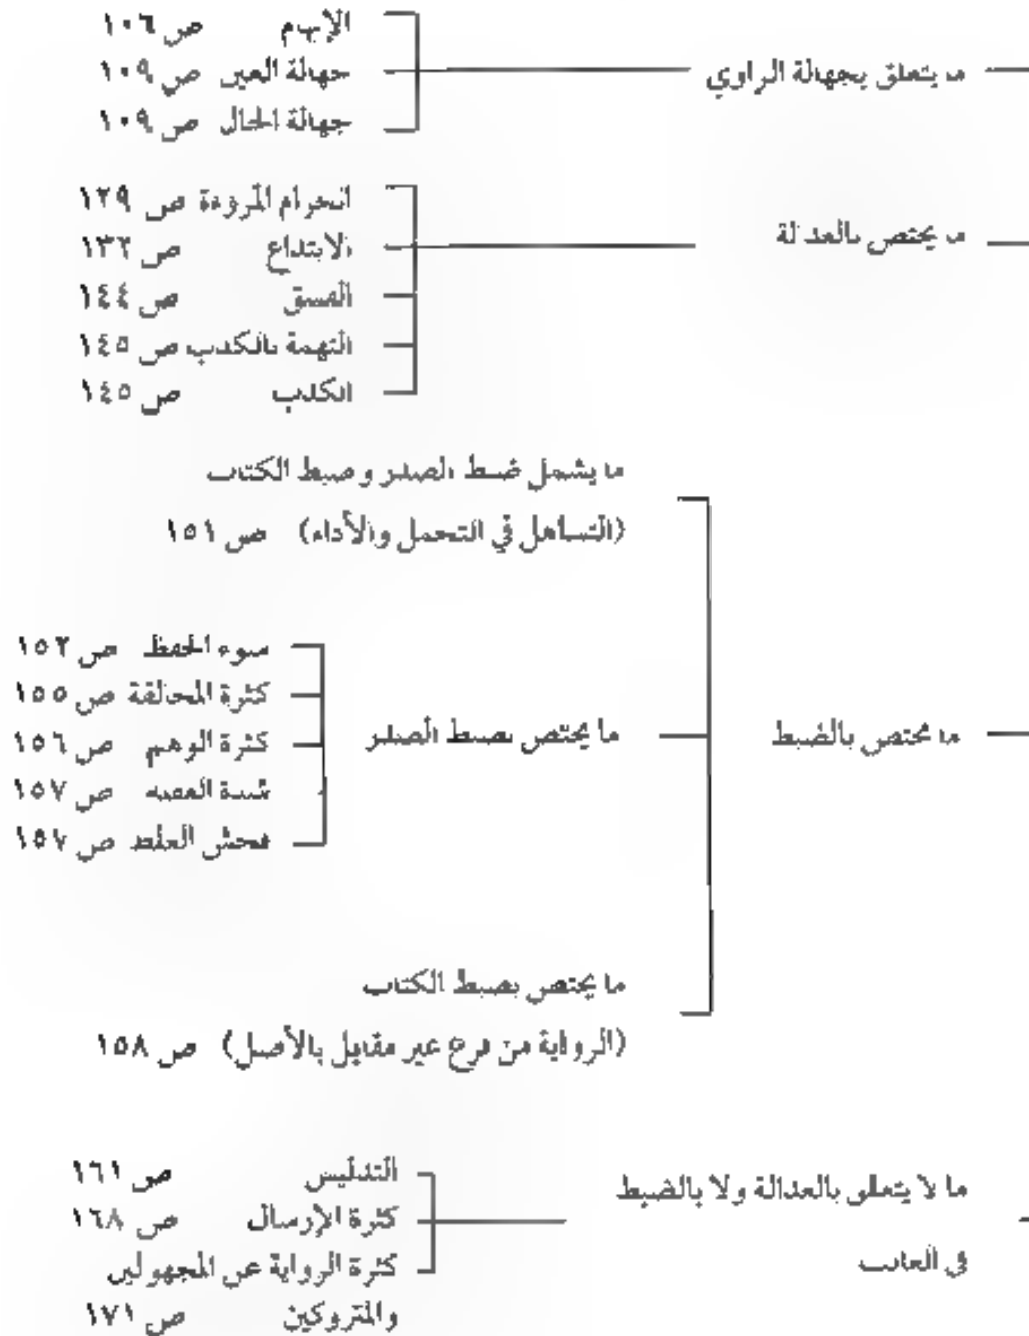 ما يتعلق بجهالة الراوي
الإبهام ص ١٠٦
جهالة العين ص ١٠٩
جهالة الحال ص ١٠٩
ما يختص بالعدالة
انخرام المروءة ص ١٢٩
الابتداع ص ١٣٢
الفسق ص ١٤٤
التهمة بالكذب ص ١٤٥
الكذب ص ١٤٥
ما يختص بالضبط
ما يشمل ضبط الصدر وضبط الكتاب
(التساهل في التحمل والأداء) ص ١٥١
ما يختص بضبط الصدر
سوء الحفظ ص ١٥٢
كثرة المخالفة ص ١٥٥
كثرة الوهم ص ١٥٦
شدة الغفلة ص ١٥٧
فحش الغلط ص ١٥٧
ما يختص بضبط الكتاب
(الرواية من فرع غير مقابل بالأصل) ص ١٥٨
ما لا يتعلق بالعدالة ولا بالضبط
في الغالب
التدليس ص ١٦١
كثرة الإرسال ص ١٦٨
كثرة الرواية عن المجهولين
والمتروكين ص ١٧١